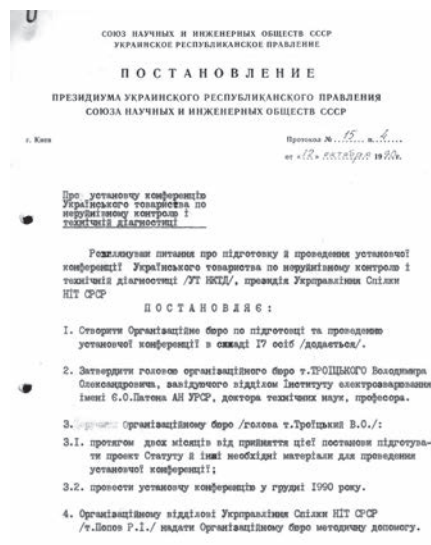 СОЮЗ НАУЧНЫХ И ИНЖЕНЕРНЫХ ОБЩЕСТВ СССР
УКРАИНСКОЕ РЕСПУБЛИКАНСКОЕ ПРАВЛЕНИЕ
ПОСТАНОВЛЕНИЕ
ПРЕЗИДИУМА УКРАИНСКОГО РЕСПУБЛИКАНСКОГО ПРАВЛЕНИЯ
СОЮЗА НАУЧНЫХ И ИНЖЕНЕРНЫХ ОБЩЕСТВ СССР
г. Киев
Протокол № 15 п. 4
от «12» октября 1990г.
Про установчу конференцію
Українського товариства по
неруйнівному контролю і
технічній діагностиці
Розглянувши питання про підготовку й проведення установчої
конференції Українського товариства по неруйнівному контролю і
технічній діагностиці /УТ НКТД/, президія Укрправління Спілки
НІТ СРСР
ПОСТАНОВЛЯЄ:
1. Створити Організаційне бюро по підготовці та проведенню
установчої конференції в складі 17 осіб /додається/.
2. Затвердити головою організаційного бюро т.ТРОЇЦЬКОГО Володимира
Олександровича, завідуючого відділом Інституту електрозварювання
імені Є.О.Патона АН УРСР, доктора технічних наук, професора.
3. Організаційному бюро /голова т.Троїцький В.О./:
3.1. протягом двох місяців від прийняття цієї постанови підготува-
ти проект Статуту й інші необхідні матеріали для проведення
установчої конференції;
3.2. провести установчу конференцію у грудні 1990 року.
4. Організаційному відділові Укрправління Спілки НІТ СРСР
/т.Попов Р.І./ надати Організаційному бюро методичну допомогу.